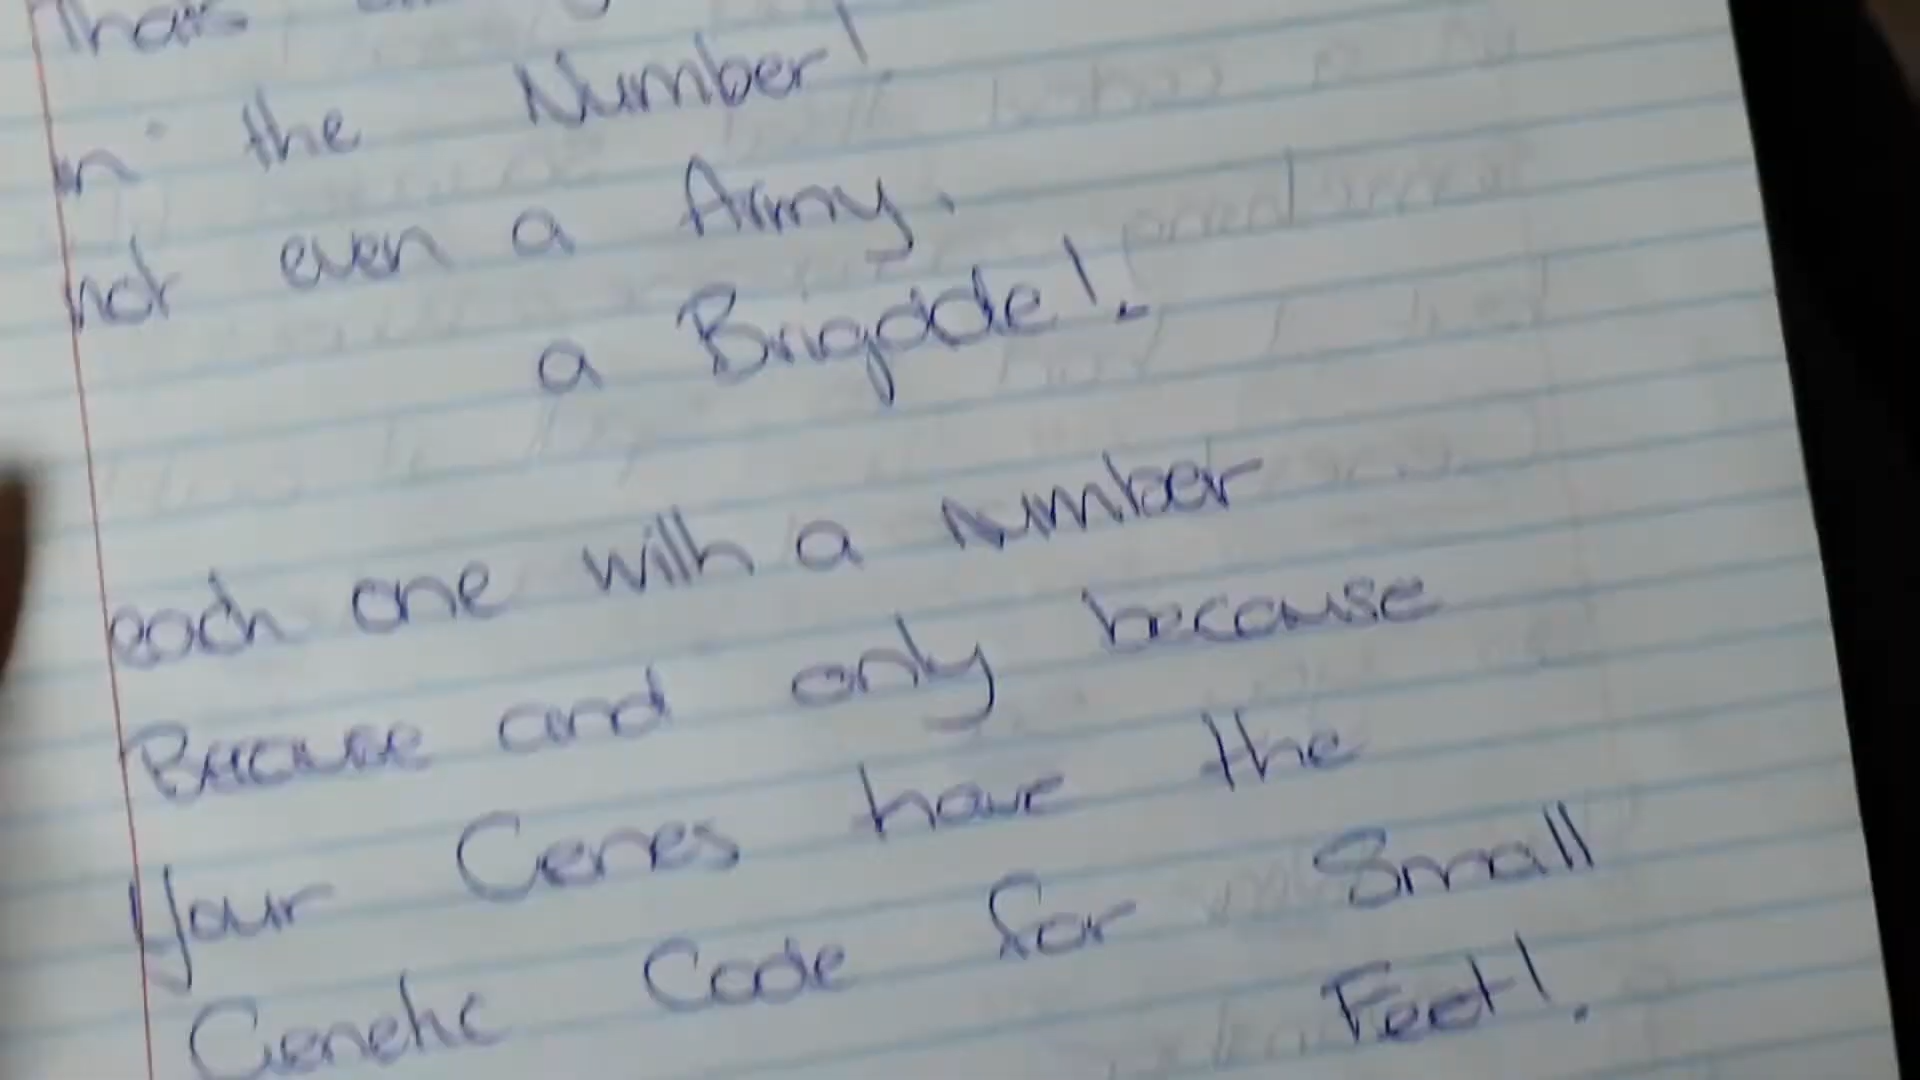 in the Number!
not even a Army.
a Brigade!.
each one with a number
Because and only because
Your Genes have the
Genetic Code for Small
Feet!.